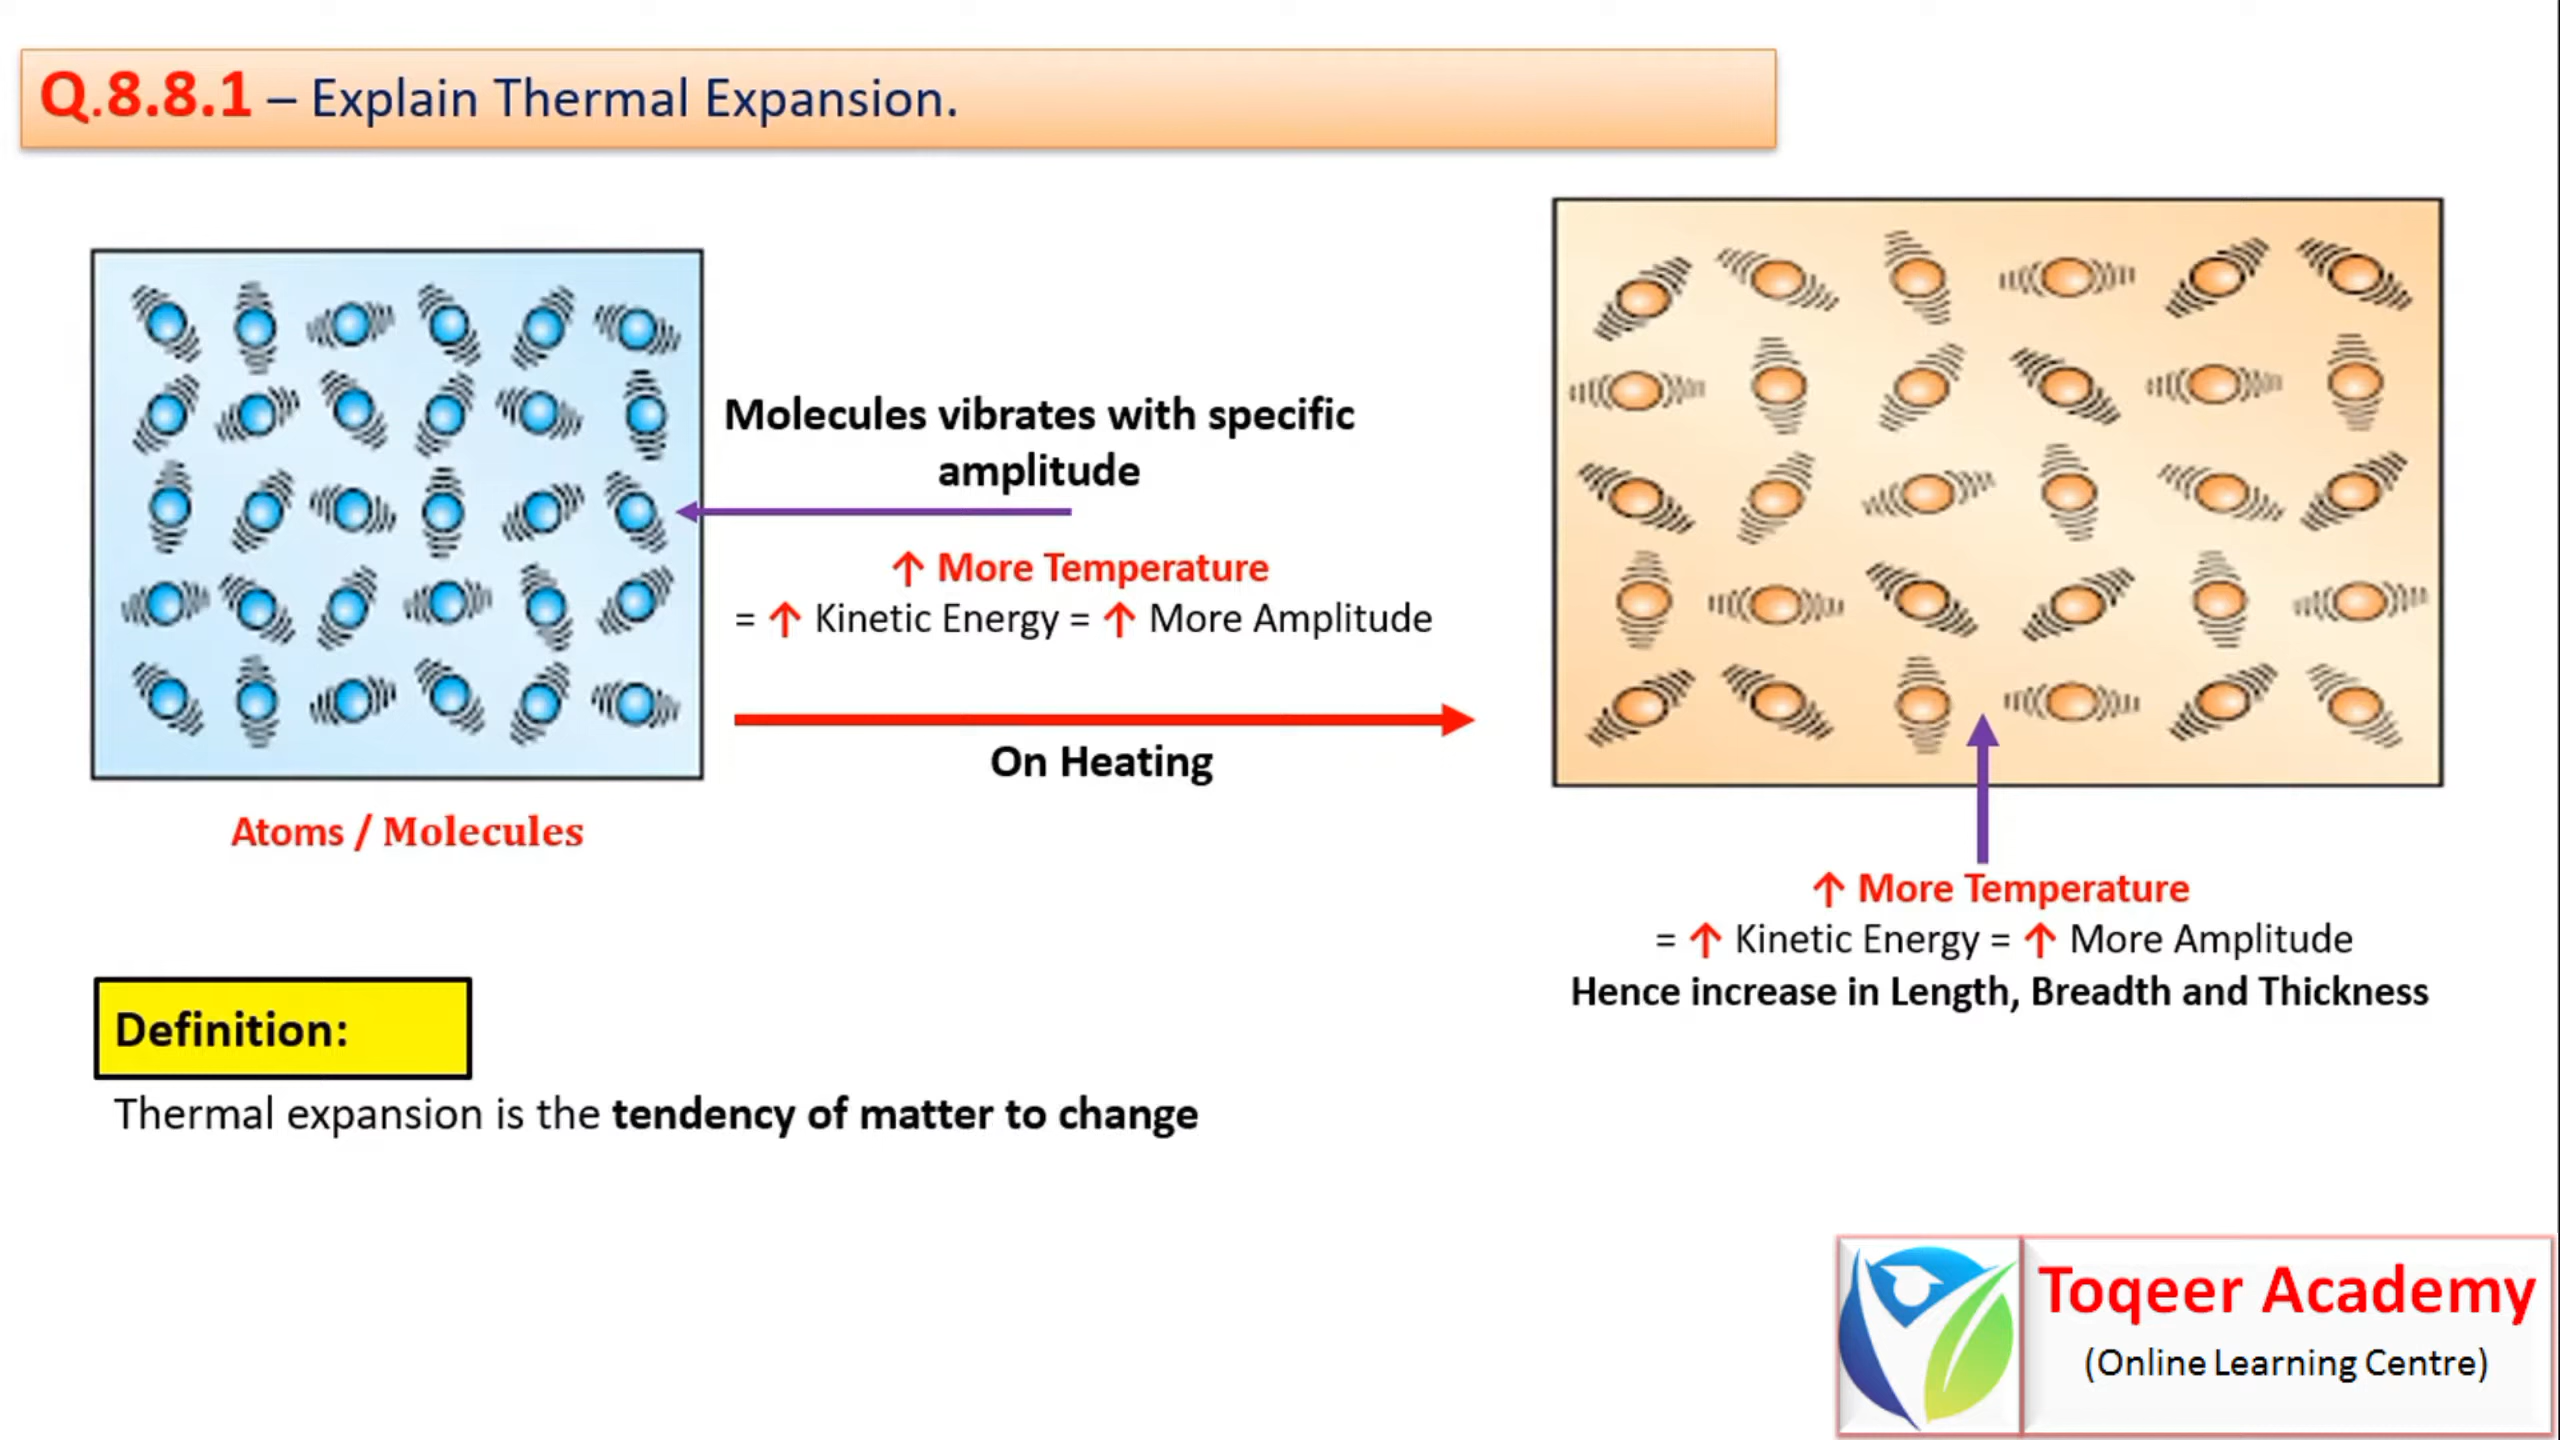 Q.8.8.1 – Explain Thermal Expansion.
Molecules vibrates with specific
amplitude
↑ More Temperature
= ↑ Kinetic Energy = ↑ More Amplitude
On Heating
Atoms / Molecules
↑ More Temperature
= ↑ Kinetic Energy = ↑ More Amplitude
Hence increase in Length, Breadth and Thickness
Definition:
Thermal expansion is the tendency of matter to change
Toqeer Academy
(Online Learning Centre)